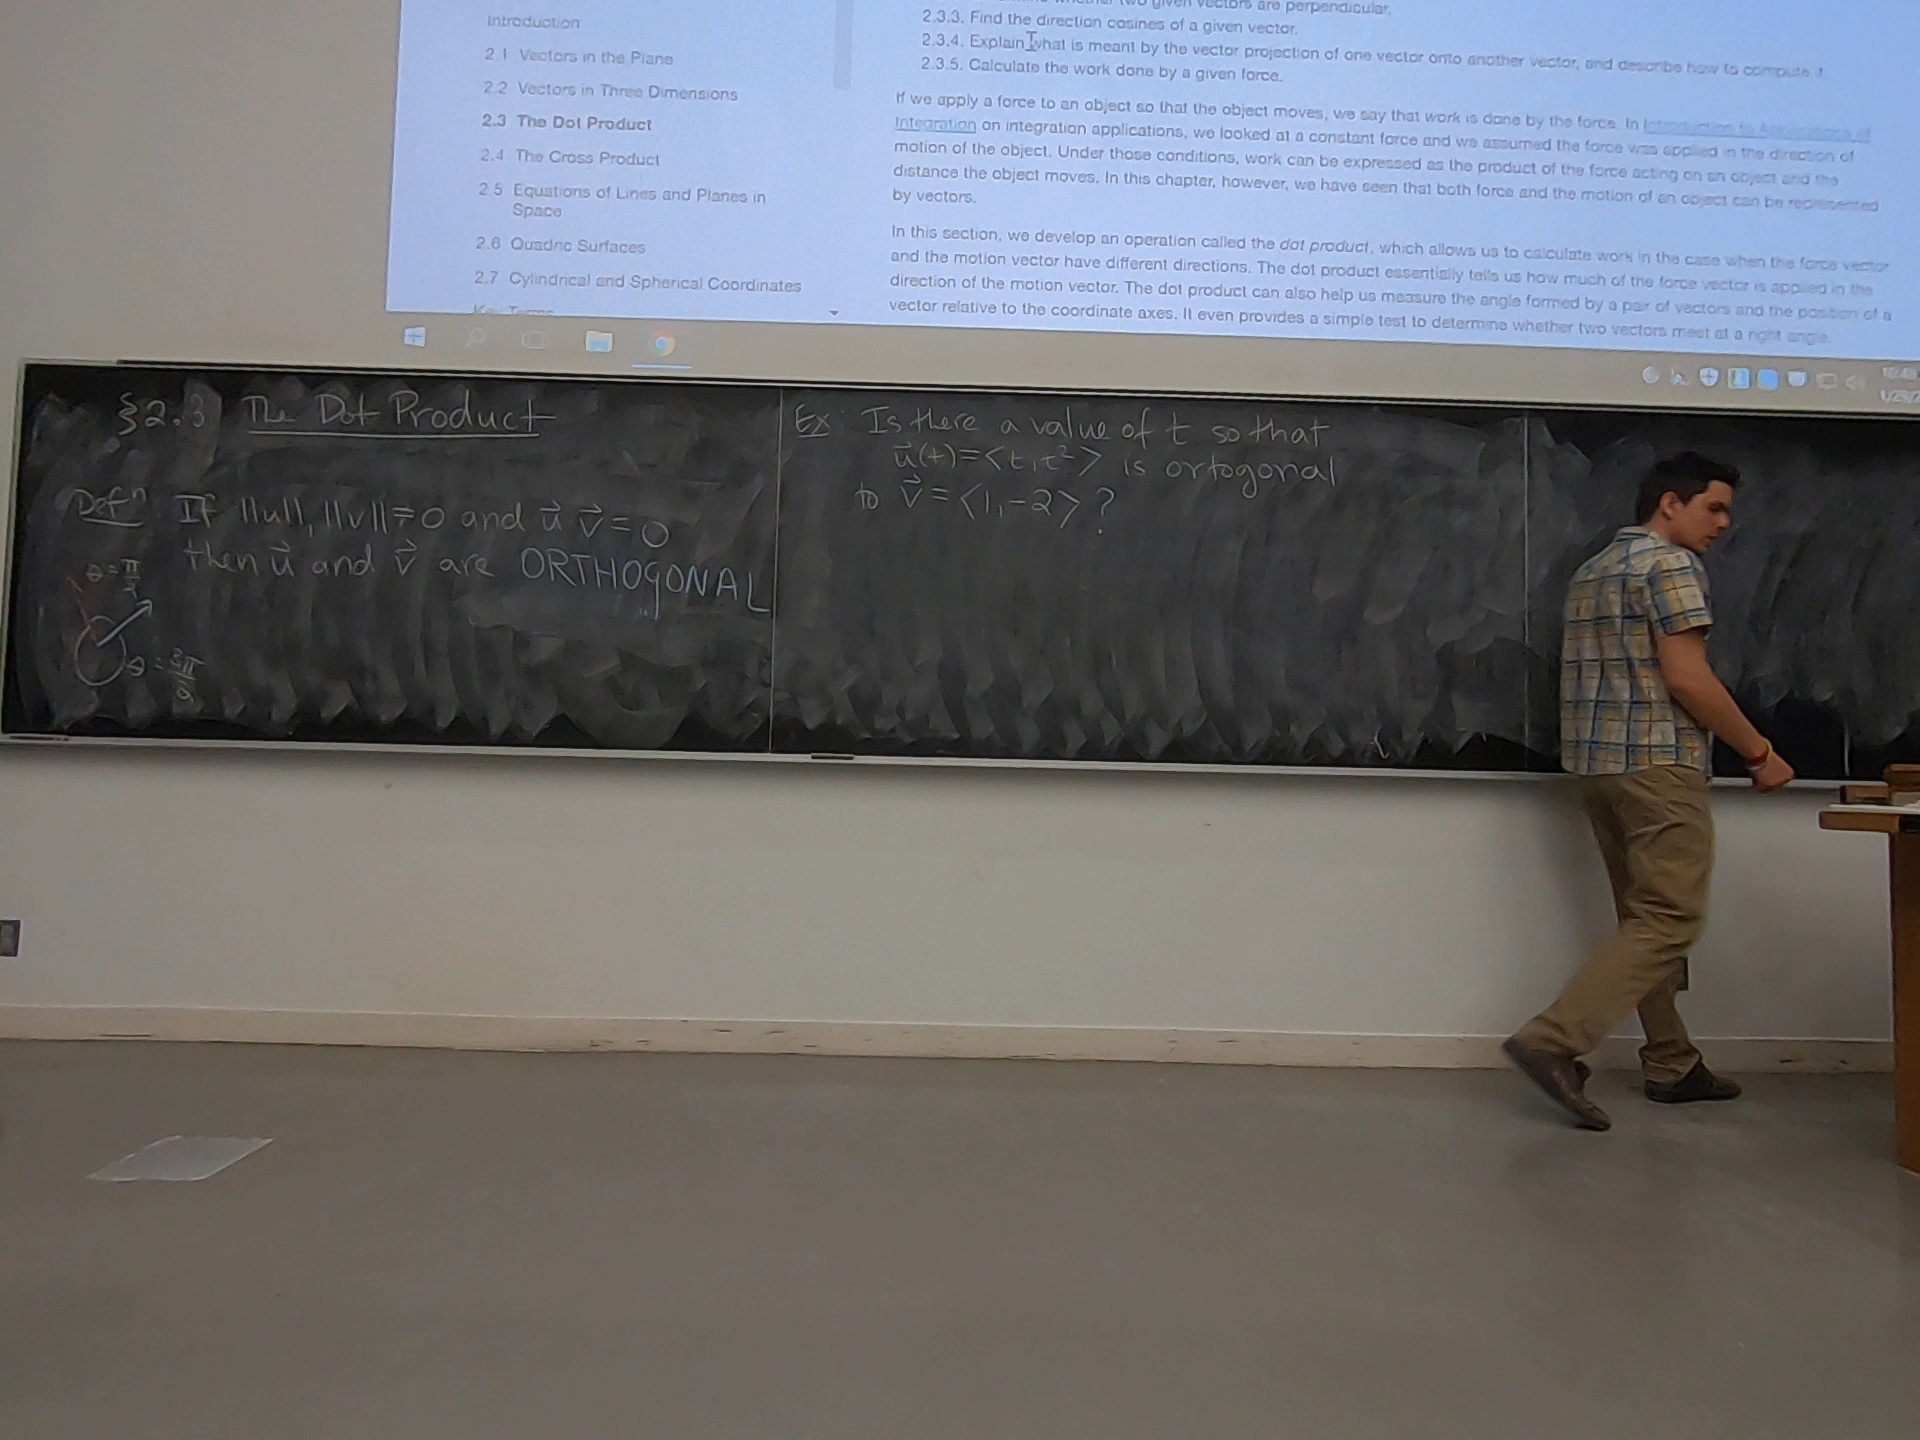 Introduction
2.1 Vectors in the Plane
2.2 Vectors in Three Dimensions
2.3 The Dot Product
2.4 The Cross Product
2.5 Equations of Lines and Planes in
Space
2.6 Quadric Surfaces
2.7 Cylindrical and Spherical Coordinates
Key Terms
whether two given vectors are perpendicular.
2.3.3. Find the direction cosines of a given vector.
2.3.4. Explain what is meant by the vector projection of one vector onto another vector, and describe how to compute it.
2.3.5. Calculate the work done by a given force.
If we apply a force to an object so that the object moves, we say that work is done by the force. In Introduction to Applications of
Integration on integration applications, we looked at a constant force and we assumed the force was applied in the direction of
motion of the object. Under those conditions, work can be expressed as the product of the force acting on an object and the
distance the object moves. In this chapter, however, we have seen that both force and the motion of an object can be represented
by vectors.
In this section, we develop an operation called the dot product, which allows us to calculate work in the case when the force vector
and the motion vector have different directions. The dot product essentially tells us how much of the force vector is applied in the
direction of the motion vector. The dot product can also help us measure the angle formed by a pair of vectors and the position of a
vector relative to the coordinate axes. It even provides a simple test to determine whether two vectors meet at a right angle.
§2.3 The Dot Product
Defⁿ: If ||u||, ||v|| ≠ 0 and u⃗·v⃗ = 0
then u⃗ and v⃗ are ORTHOGONAL
θ = π/2
θ = 3π/2
Ex: Is there a value of t so that
u⃗(t) = <t, t²> is ortogonal
to v⃗ = <1, -2> ?